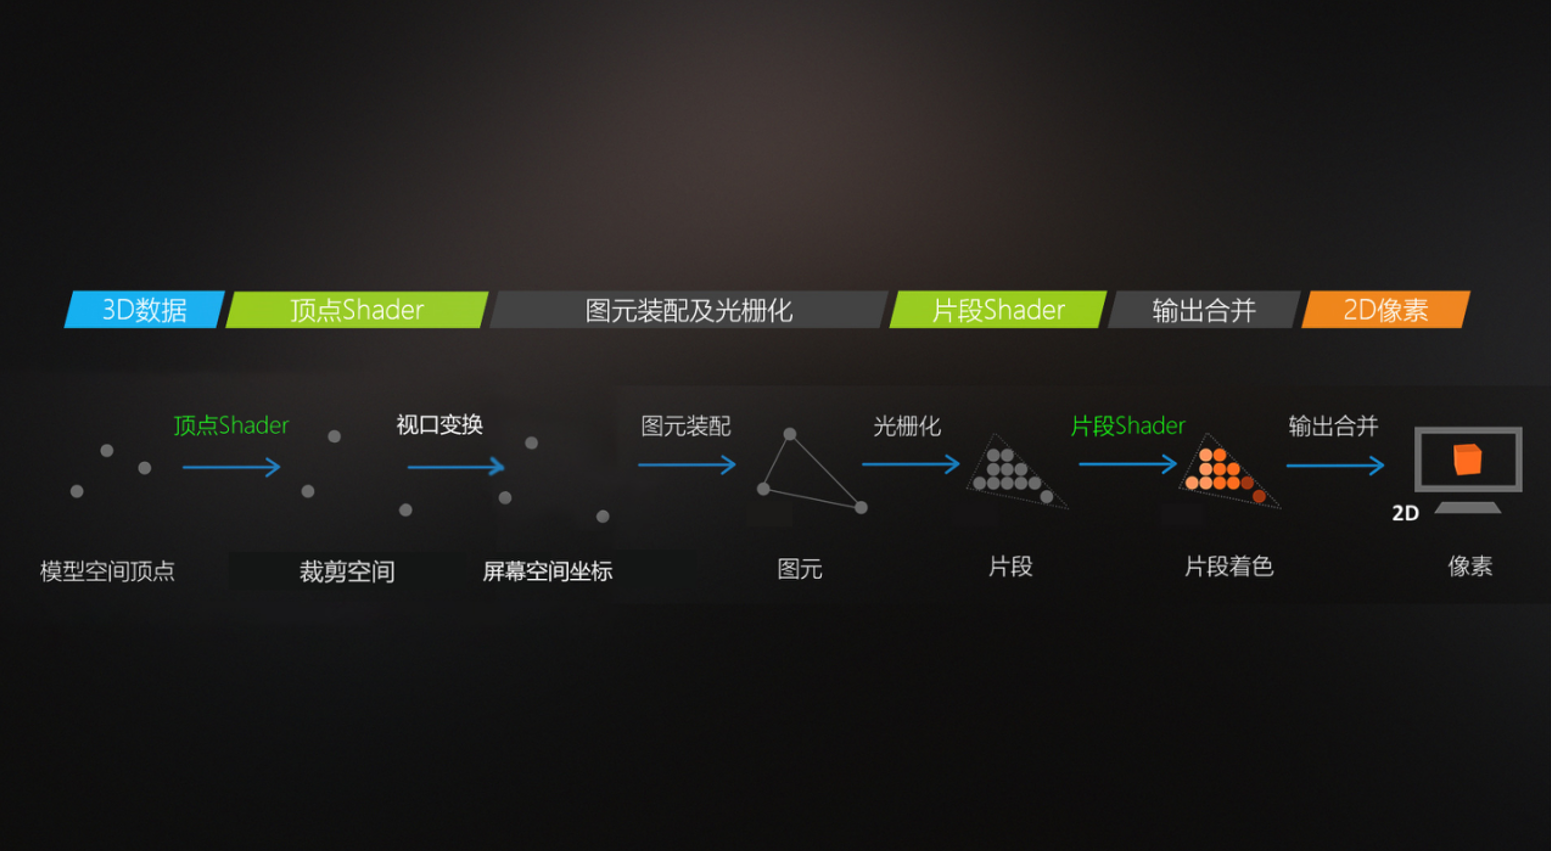 3D数据
顶点Shader
图元装配及光栅化
片段Shader
输出合并
2D像素
顶点Shader
视口变换
图元装配
光栅化
片段Shader
输出合并
2D
模型空间顶点
裁剪空间
屏幕空间坐标
图元
片段
片段着色
像素